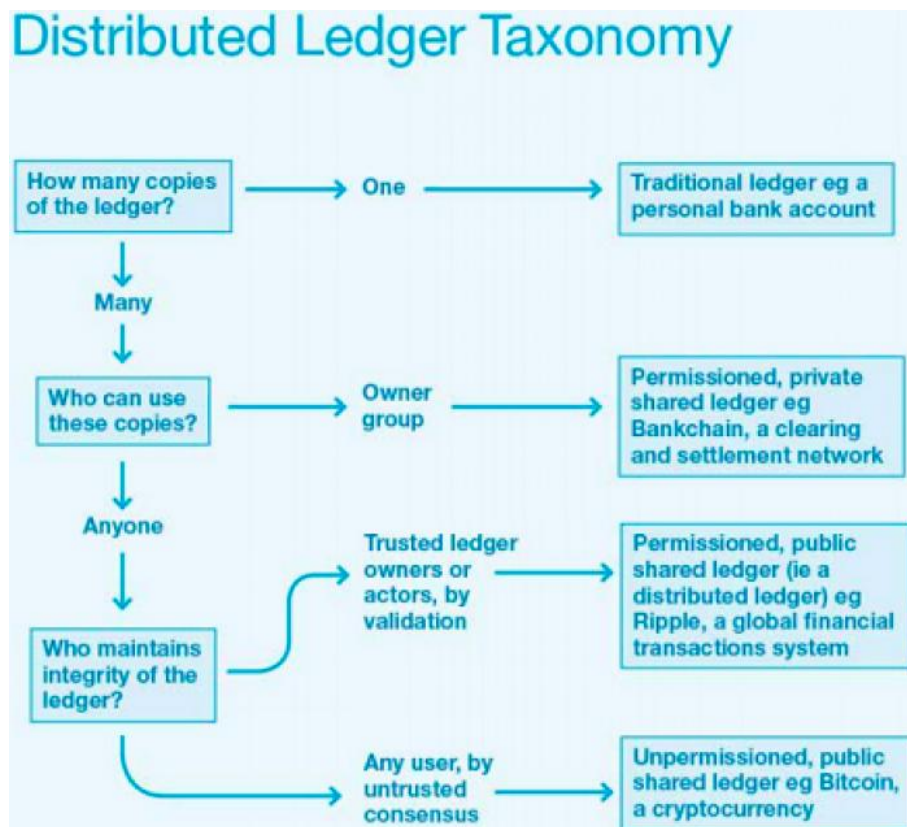 Distributed Ledger Taxonomy
How many copies
of the ledger?
One
Traditional ledger eg a
personal bank account
Many
Who can use
these copies?
Owner
group
Permissioned, private
shared ledger eg
Bankchain, a clearing
and settlement network
Anyone
Who maintains
integrity of the
ledger?
Trusted ledger
owners or
actors, by
validation
Permissioned, public
shared ledger (ie a
distributed ledger) eg
Ripple, a global financial
transactions system
Any user, by
untrusted
consensus
Unpermissioned, public
shared ledger eg Bitcoin,
a cryptocurrency